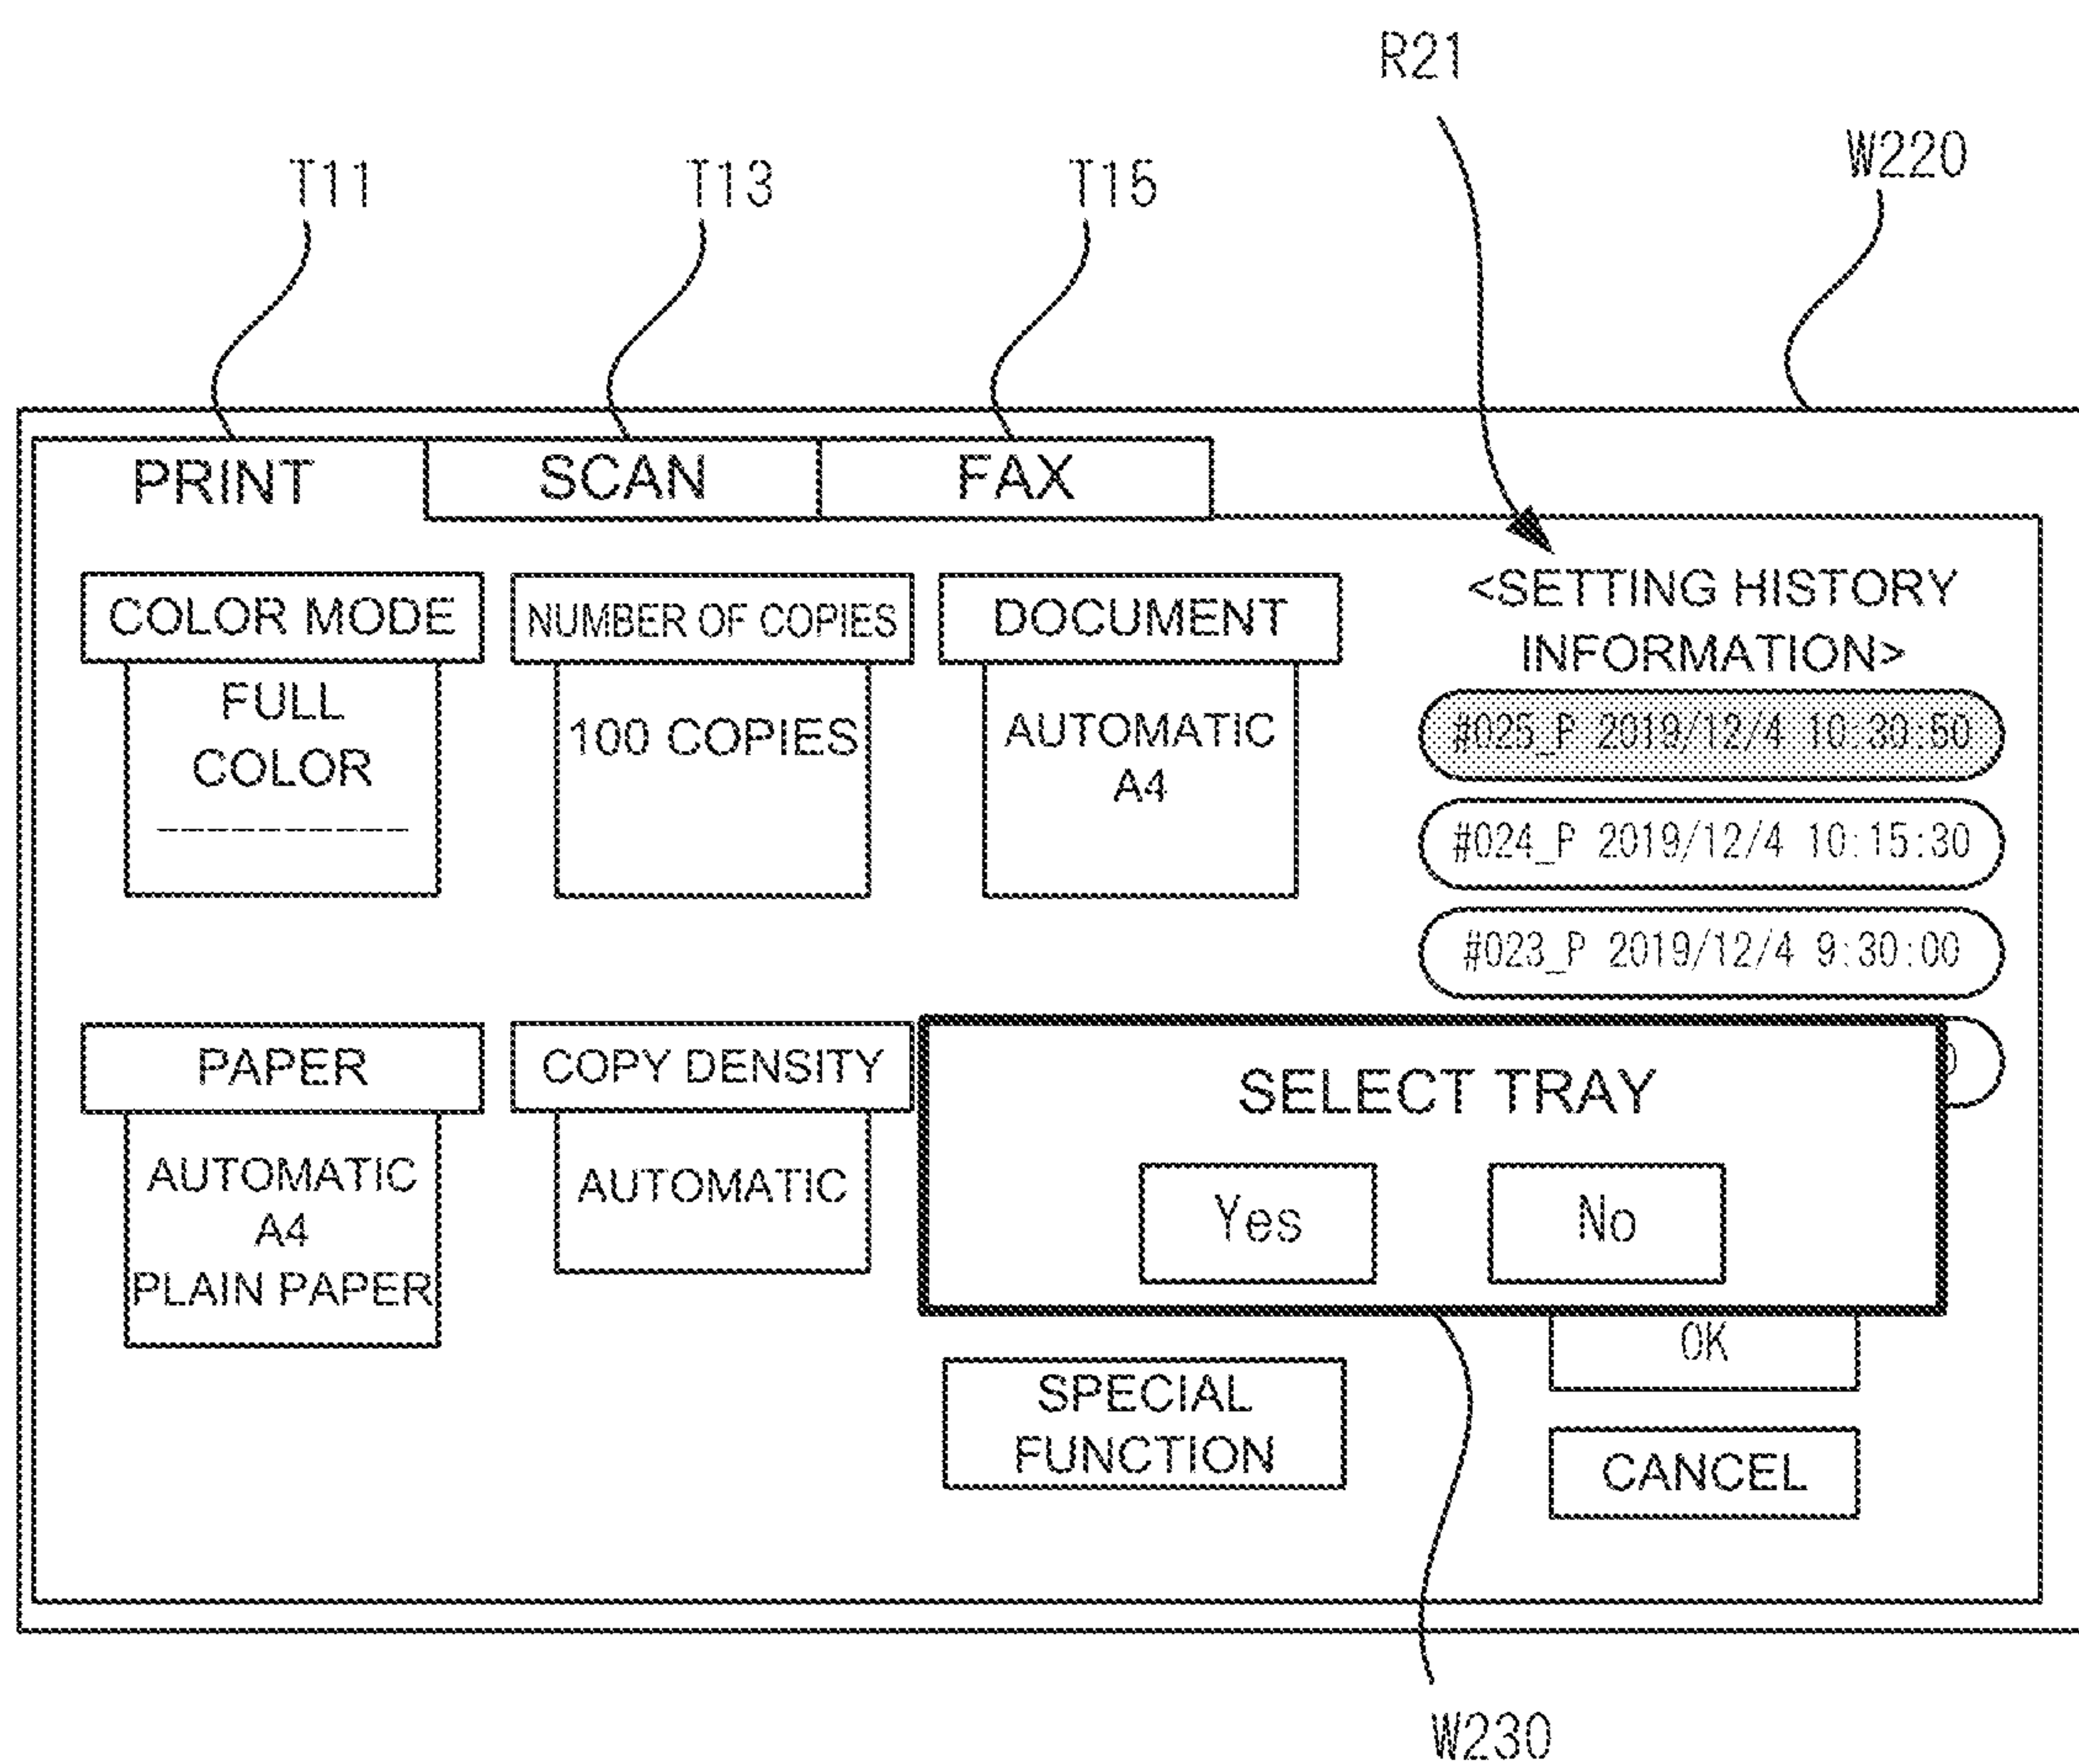 R21
W220
T11
T13
T15
PRINT
SCAN
FAX
COLOR MODE
FULL
COLOR
NUMBER OF COPIES
100 COPIES
DOCUMENT
AUTOMATIC
A4
<SETTING HISTORY
INFORMATION>
#025_P 2019/12/4 10:30:50
#024_P 2019/12/4 10:15:30
#023_P 2019/12/4 9:30:00
PAPER
AUTOMATIC
A4
PLAIN PAPER
COPY DENSITY
AUTOMATIC
SELECT TRAY
Yes
No
OK
SPECIAL
FUNCTION
CANCEL
W230